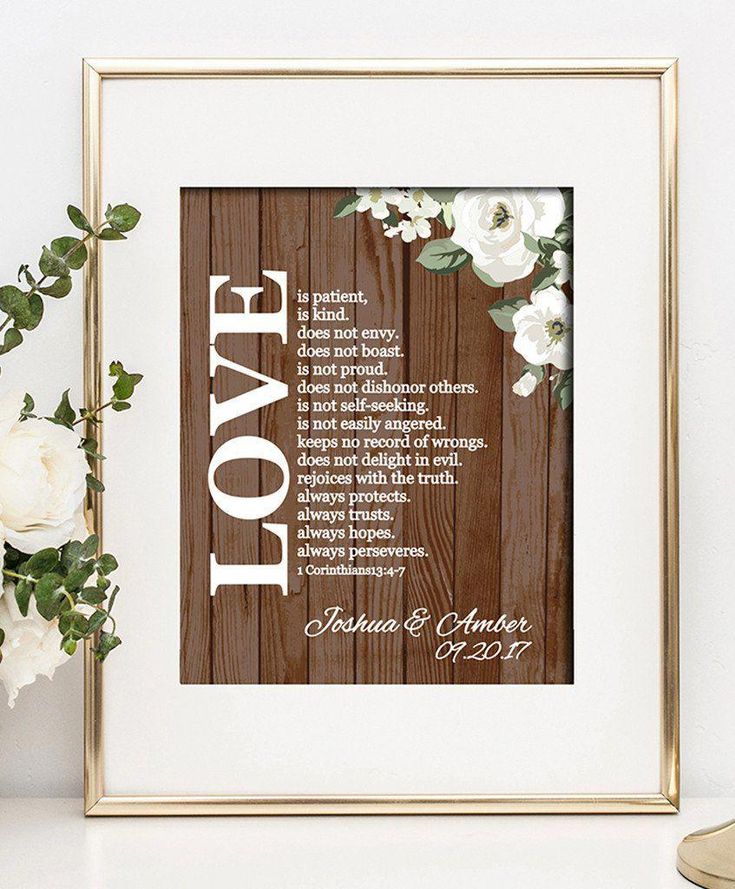 LOVE
is patient,
is kind.
does not envy.
does not boast.
is not proud.
does not dishonor others.
is not self-seeking.
is not easily angered.
keeps no record of wrongs.
does not delight in evil.
rejoices with the truth.
always protects.
always trusts.
always hopes.
always perseveres.
1 Corinthians13:4-7
Joshua & Amber
09.20.17